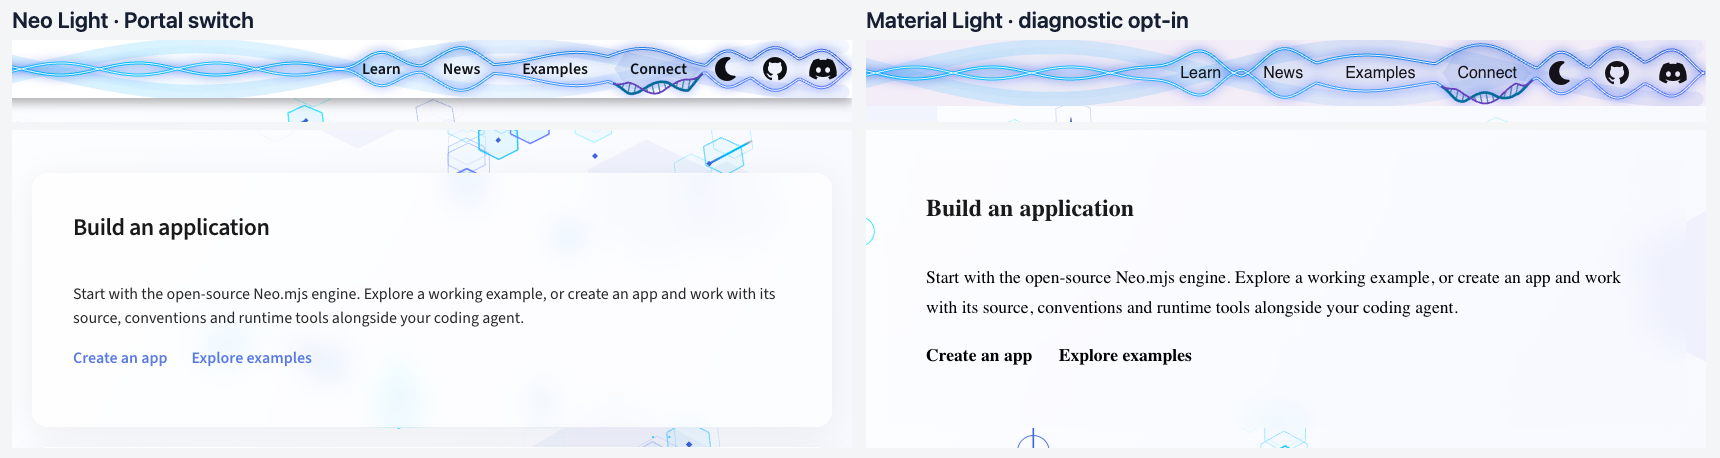 Neo Light · Portal switch
Learn News Examples Connect
Build an application
Start with the open-source Neo.mjs engine. Explore a working example, or create an app and work with its
source, conventions and runtime tools alongside your coding agent.
Create an app Explore examples
Material Light · diagnostic opt-in
Learn News Examples Connect
Build an application
Start with the open-source Neo.mjs engine. Explore a working example, or create an app and work
with its source, conventions and runtime tools alongside your coding agent.
Create an app Explore examples